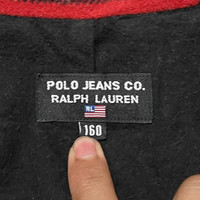 POLO JEANS CO.
RALPH LAUREN
RL
160